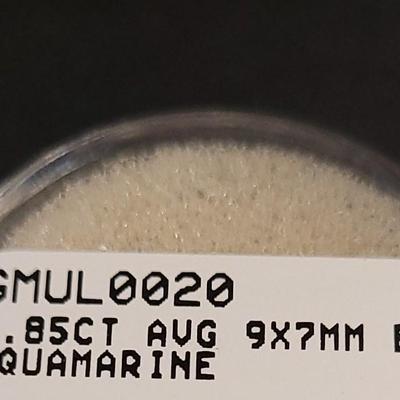 GMUL0020
.85CT AVG 9X7MM E
QUAMARINE